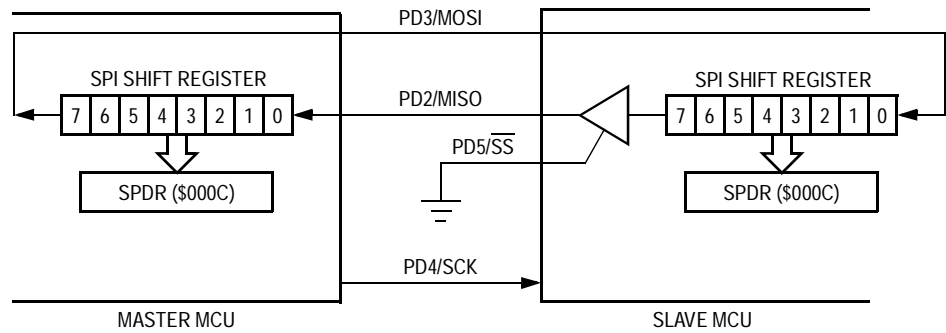 PD3/MOSI
SPI SHIFT REGISTER
SPI SHIFT REGISTER
PD2/MISO
7 6 5 4 3 2 1 0
7 6 5 4 3 2 1 0
PD5/S̅S̅
SPDR ($000C)
SPDR ($000C)
PD4/SCK
MASTER MCU
SLAVE MCU